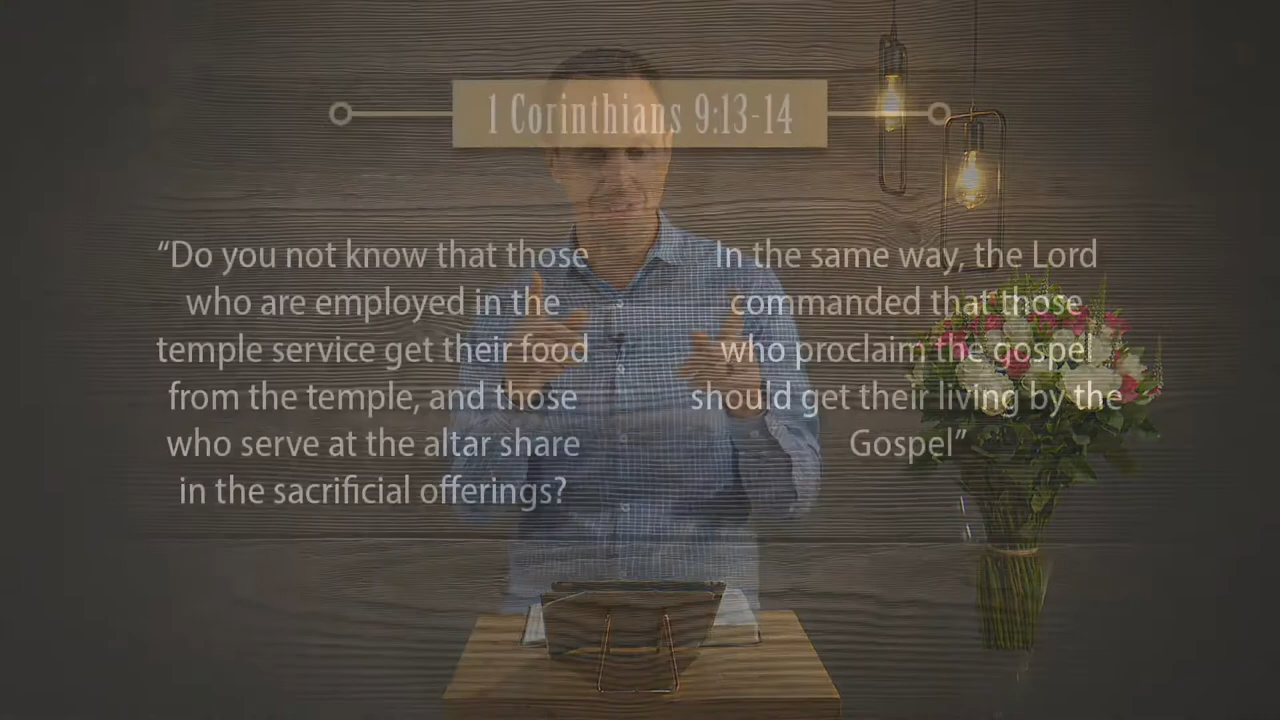 1 Corinthians 9:13-14
“Do you not know that those
who are employed in the
temple service get their food
from the temple, and those
who serve at the altar share
in the sacrificial offerings?
In the same way, the Lord
commanded that those
who proclaim the gospel
should get their living by the
Gospel”